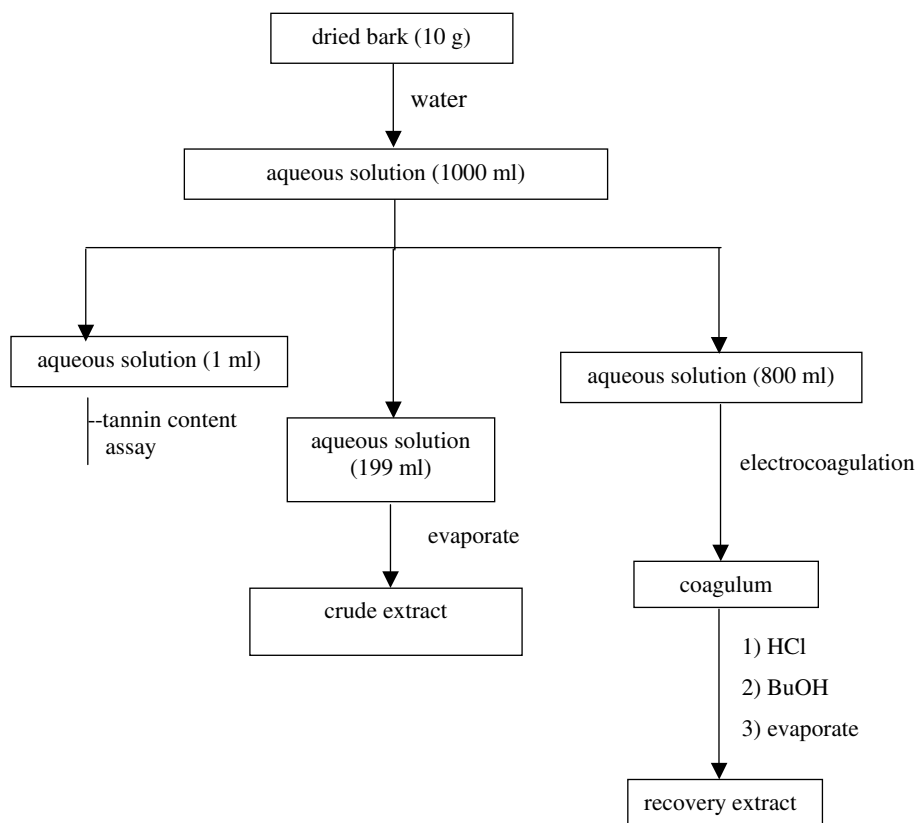 dried bark (10 g)
water
aqueous solution (1000 ml)
aqueous solution (1 ml)
--tannin content
assay
aqueous solution
(199 ml)
evaporate
crude extract
aqueous solution (800 ml)
electrocoagulation
coagulum
1) HCl
2) BuOH
3) evaporate
recovery extract